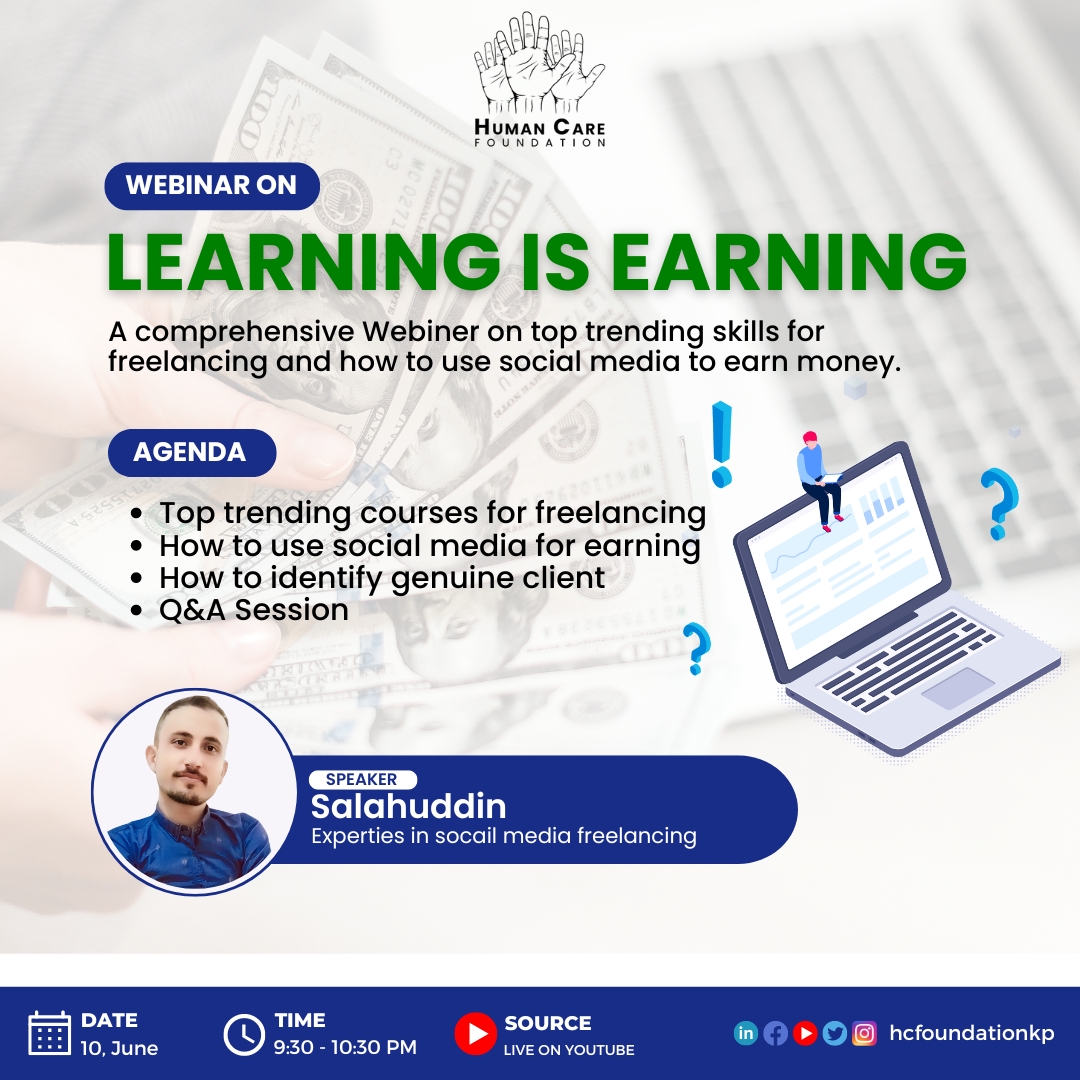 HUMAN CARE
FOUNDATION
WEBINAR ON
LEARNING IS EARNING
A comprehensive Webiner on top trending skills for
freelancing and how to use social media to earn money.
AGENDA
• Top trending courses for freelancing
• How to use social media for earning
• How to identify genuine client
• Q&A Session
SPEAKER
Salahuddin
Experties in socail media freelancing
DATE
10, June
TIME
9:30 - 10:30 PM
SOURCE
LIVE ON YOUTUBE
hcfoundationkp